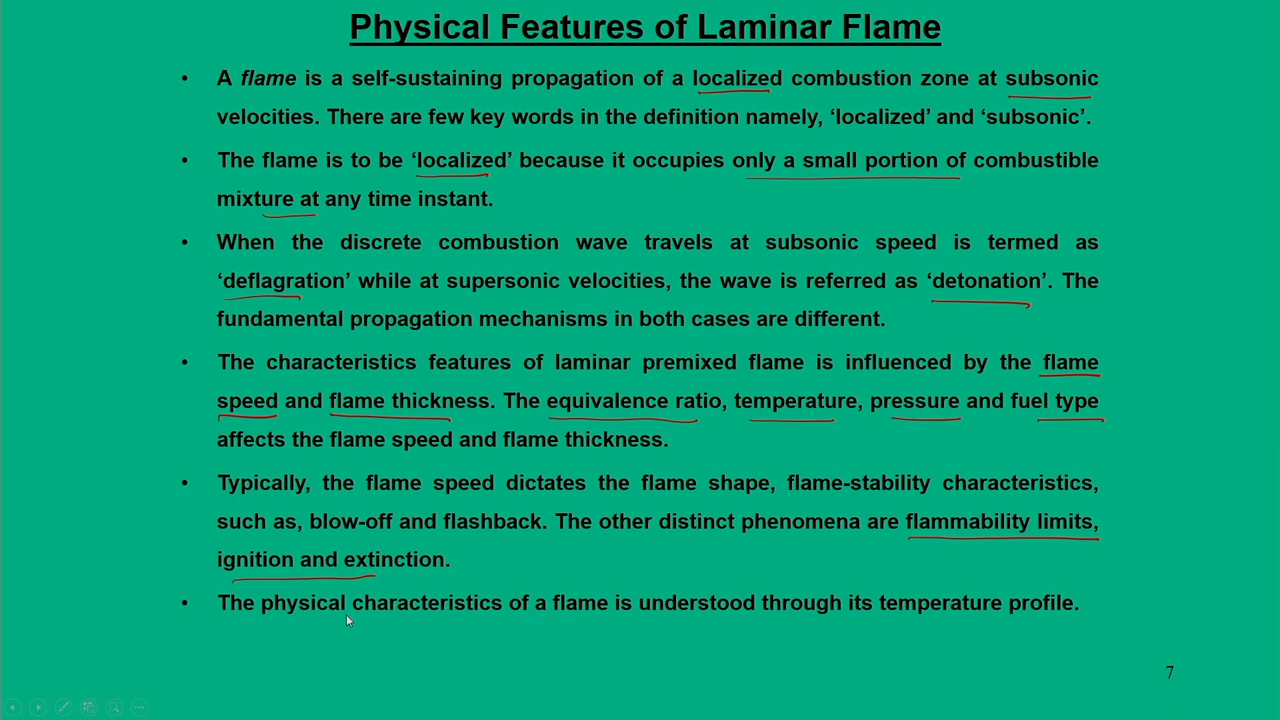 Physical Features of Laminar Flame
• A flame is a self-sustaining propagation of a localized combustion zone at subsonic
velocities. There are few key words in the definition namely, ‘localized’ and ‘subsonic’.
• The flame is to be ‘localized’ because it occupies only a small portion of combustible
mixture at any time instant.
• When the discrete combustion wave travels at subsonic speed is termed as
‘deflagration’ while at supersonic velocities, the wave is referred as ‘detonation’. The
fundamental propagation mechanisms in both cases are different.
• The characteristics features of laminar premixed flame is influenced by the flame
speed and flame thickness. The equivalence ratio, temperature, pressure and fuel type
affects the flame speed and flame thickness.
• Typically, the flame speed dictates the flame shape, flame-stability characteristics,
such as, blow-off and flashback. The other distinct phenomena are flammability limits,
ignition and extinction.
• The physical characteristics of a flame is understood through its temperature profile.
7